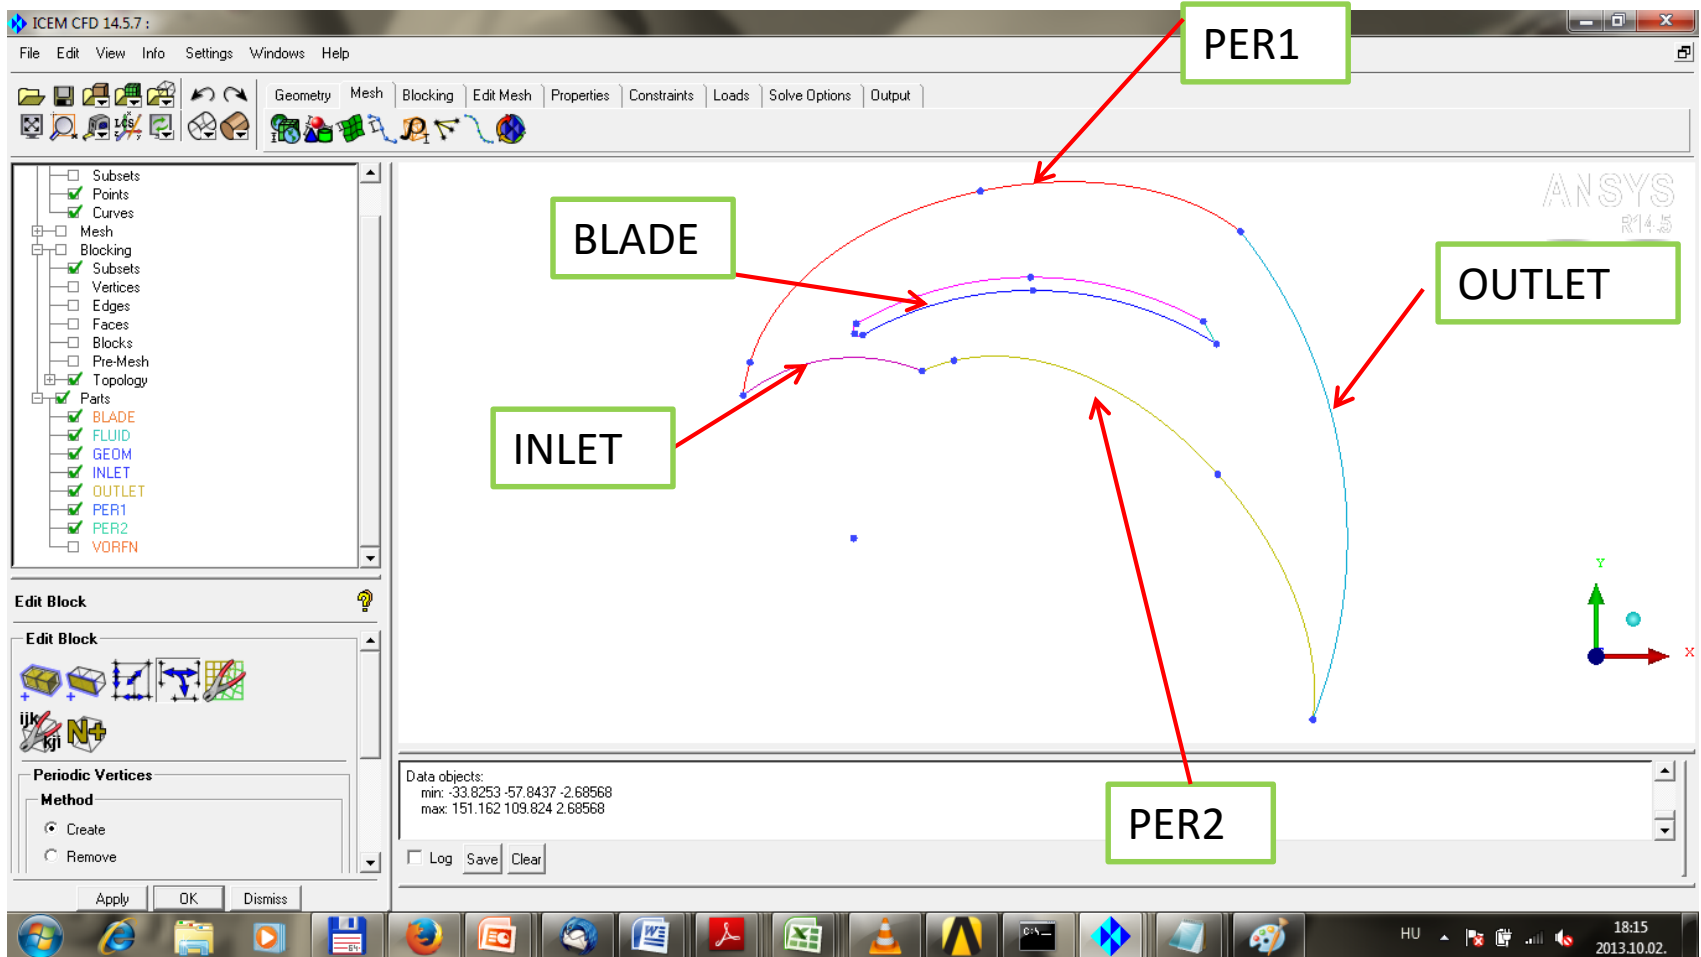 ICEM CFD 14.5.7 :
File Edit View Info Settings Windows Help
Geometry Mesh Blocking Edit Mesh Properties Constraints Loads Solve Options Output
Subsets
Points
Curves
Mesh
Blocking
Subsets
Vertices
Edges
Faces
Blocks
Pre-Mesh
Topology
Parts
BLADE
FLUID
GEOM
INLET
OUTLET
PER1
PER2
VORFN
Edit Block
Edit Block
ijk
kji
N+
Periodic Vertices
Method
Create
Remove
Apply OK Dismiss
PER1
ANSYS
R14.5
BLADE
OUTLET
INLET
Y
X
PER2
Data objects:
min: -33.8253 -57.8437 -2.68568
max: 151.162 109.824 2.68568
Log Save Clear
HU
18:15
2013.10.02.